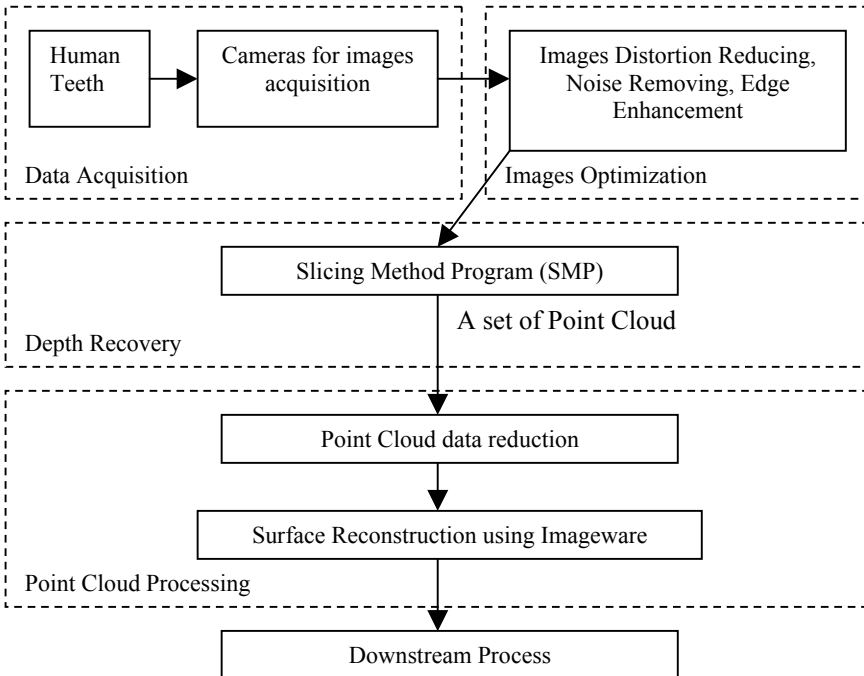 Human
Teeth
Cameras for images
acquisition
Images Distortion Reducing,
Noise Removing, Edge
Enhancement
Data Acquisition
Images Optimization
Slicing Method Program (SMP)
A set of Point Cloud
Depth Recovery
Point Cloud data reduction
Surface Reconstruction using Imageware
Point Cloud Processing
Downstream Process